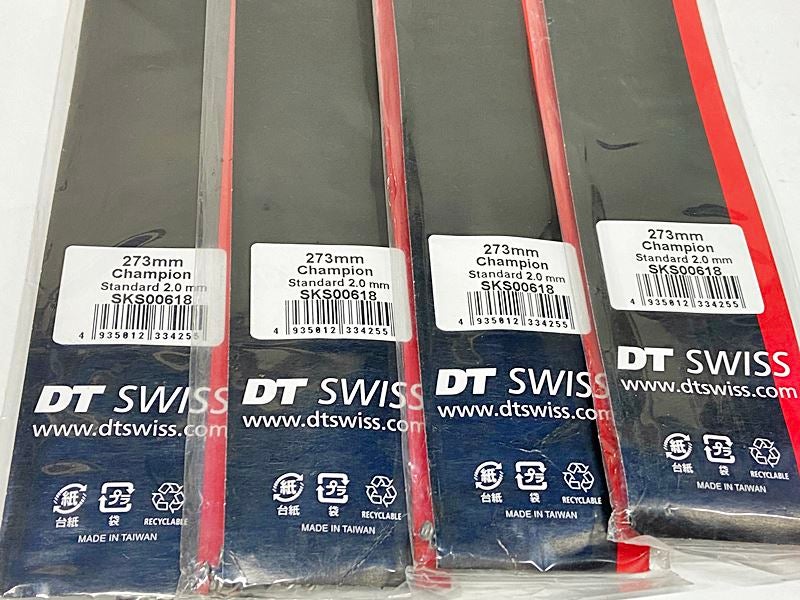 273mm
Champion
Standard 2.0 mm
SKS00618
4 935012 334255
DT SWISS
www.dtswiss.com
紙
プラ
台紙
袋
RECYCLABLE
MADE IN TAIWAN
273mm
Champion
Standard 2.0 mm
SKS00618
4 935012 334255
DT SWISS
www.dtswiss.com
紙
プラ
台紙
袋
RECYCLABLE
MADE IN TAIWAN
273mm
Champion
Standard 2.0 mm
SKS00618
4 935012 334255
DT SWISS
www.dtswiss.com
紙
プラ
台紙
袋
RECYCLABLE
MADE IN TAIWAN
273mm
Champion
Standard 2.0 mm
SKS00618
4 935012 334255
DT SWISS
www.dtswiss.com
紙
プラ
台紙
袋
RECYCLABLE
MADE IN TAIWAN